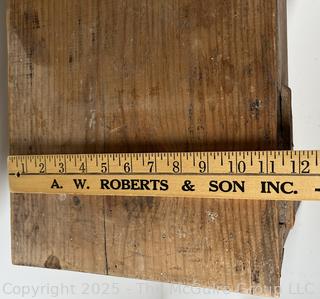 1 2 3 4 5 6 7 8 9 10 11 12
A. W. ROBERTS & SON INC.
Copyright © 2025 - The McGuire Group LLC